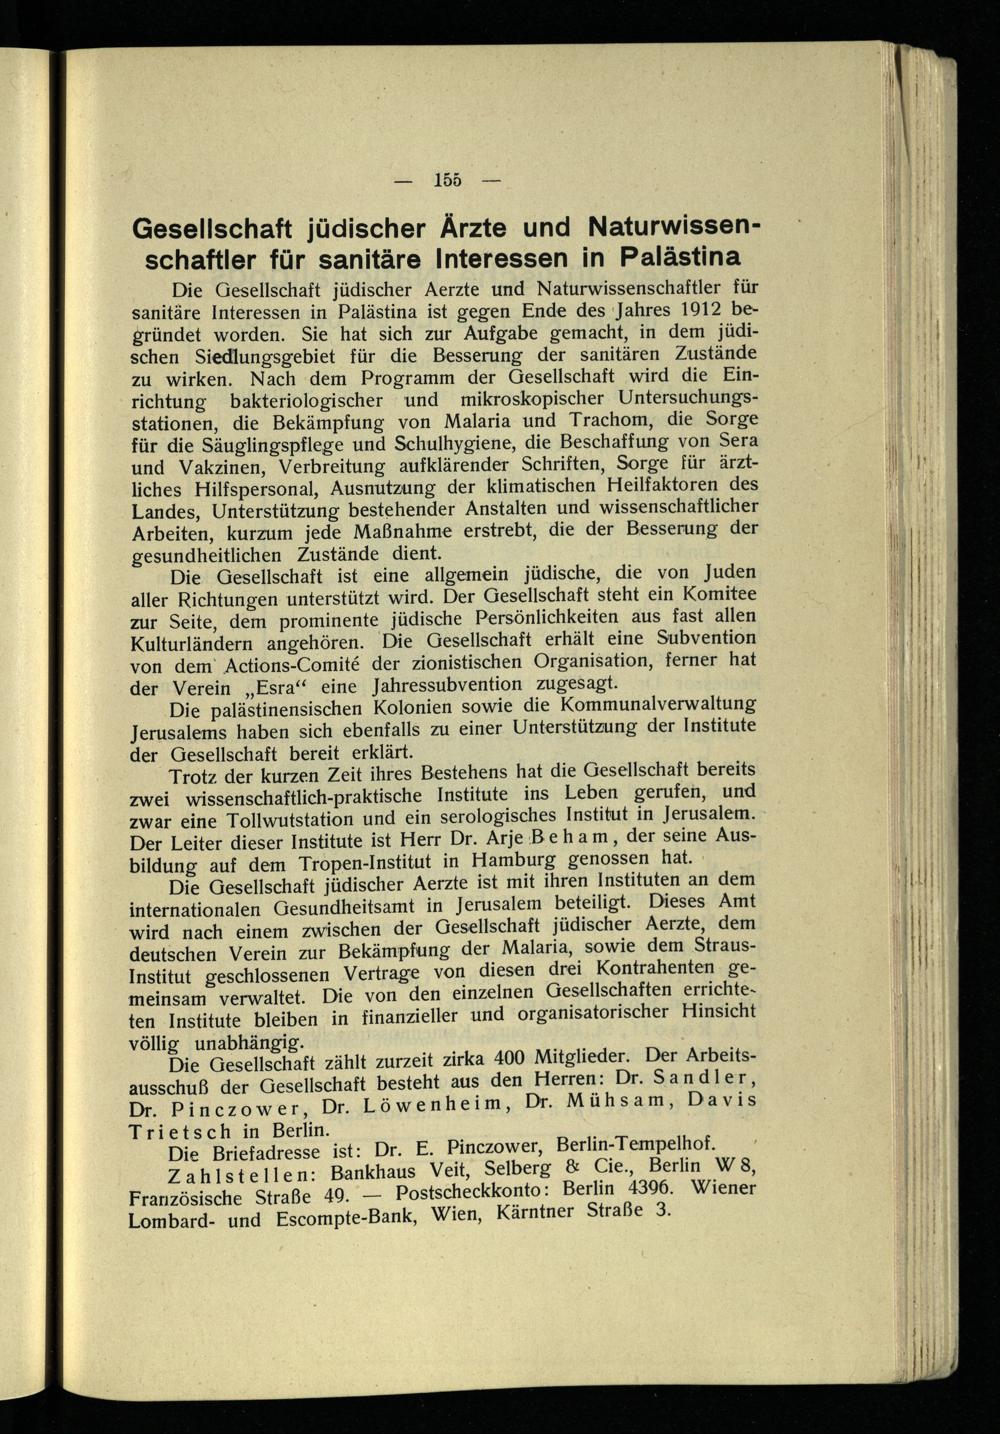 — 155 —
Gesellschaft jüdischer Ärzte und Naturwissen-
schaftler für sanitäre Interessen in Palästina
Die Gesellschaft jüdischer Aerzte und Naturwissenschaftler für
sanitäre Interessen in Palästina ist gegen Ende des Jahres 1912 be-
gründet worden. Sie hat sich zur Aufgabe gemacht, in dem jüdi-
schen Siedlungsgebiet für die Besserung der sanitären Zustände
zu wirken. Nach dem Programm der Gesellschaft wird die Ein-
richtung bakteriologischer und mikroskopischer Untersuchungs-
stationen, die Bekämpfung von Malaria und Trachom, die Sorge
für die Säuglingspflege und Schulhygiene, die Beschaffung von Sera
und Vakzinen, Verbreitung aufklärender Schriften, Sorge für ärzt-
liches Hilfspersonal, Ausnutzung der klimatischen Heilfaktoren des
Landes, Unterstützung bestehender Anstalten und wissenschaftlicher
Arbeiten, kurzum jede Maßnahme erstrebt, die der Besserung der
gesundheitlichen Zustände dient.
Die Gesellschaft ist eine allgemein jüdische, die von Juden
aller Richtungen unterstützt wird. Der Gesellschaft steht ein Komitee
zur Seite, dem prominente jüdische Persönlichkeiten aus fast allen
Kulturländern angehören. Die Gesellschaft erhält eine Subvention
von dem Actions-Comité der zionistischen Organisation, ferner hat
der Verein „Esra“ eine Jahressubvention zugesagt.
Die palästinensischen Kolonien sowie die Kommunalverwaltung
Jerusalems haben sich ebenfalls zu einer Unterstützung der Institute
der Gesellschaft bereit erklärt.
Trotz der kurzen Zeit ihres Bestehens hat die Gesellschaft bereits
zwei wissenschaftlich-praktische Institute ins Leben gerufen, und
zwar eine Tollwutstation und ein serologisches Institut in Jerusalem.
Der Leiter dieser Institute ist Herr Dr. Arje Beham, der seine Aus-
bildung auf dem Tropen-Institut in Hamburg genossen hat.
Die Gesellschaft jüdischer Aerzte ist mit ihren Instituten an dem
internationalen Gesundheitsamt in Jerusalem beteiligt. Dieses Amt
wird nach einem zwischen der Gesellschaft jüdischer Aerzte, dem
deutschen Verein zur Bekämpfung der Malaria, sowie dem Straus-
Institut geschlossenen Vertrage von diesen drei Kontrahenten ge-
meinsam verwaltet. Die von den einzelnen Gesellschaften errichte-
ten Institute bleiben in finanzieller und organisatorischer Hinsicht
völlig unabhängig.
Die Gesellschaft zählt zurzeit zirka 400 Mitglieder. Der Arbeits-
ausschuß der Gesellschaft besteht aus den Herren: Dr. Sandler,
Dr. Pinczower, Dr. Löwenheim, Dr. Mühsam, Davis
Trietsch in Berlin.
Die Briefadresse ist: Dr. E. Pinczower, Berlin-Tempelhof.
Zahlstellen: Bankhaus Veit, Selberg & Cie., Berlin W 8,
Französische Straße 49. — Postscheckkonto: Berlin 4396. Wiener
Lombard- und Escompte-Bank, Wien, Kärntner Straße 3.